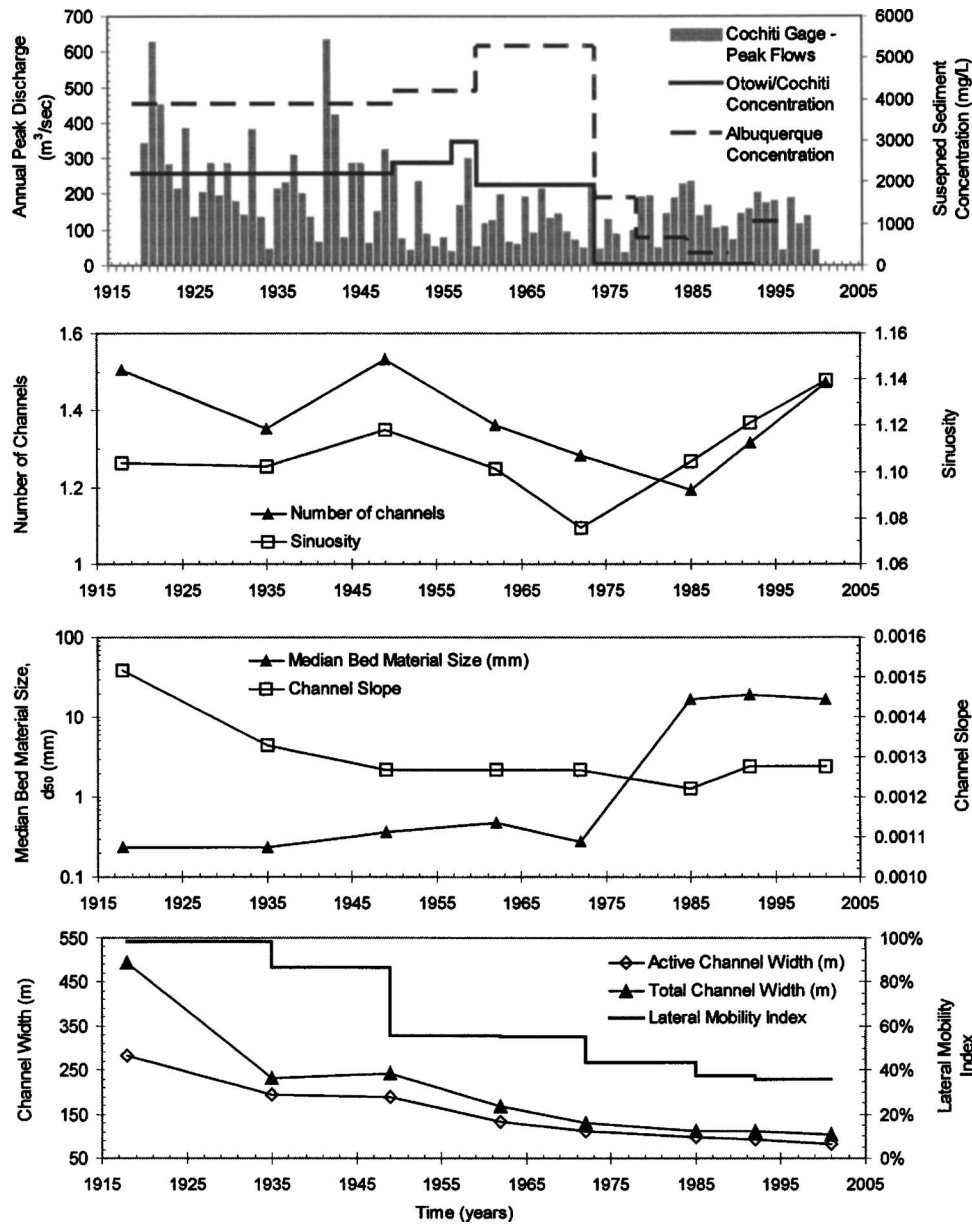 700
600
500
400
300
200
100
0
Annual Peak Discharge
(m³/sec)
6000
5000
4000
3000
2000
1000
0
Susepned Sediment
Concentration (mg/L)
Cochiti Gage -
Peak Flows
Otowi/Cochiti
Concentration
Albuquerque
Concentration
1915 1925 1935 1945 1955 1965 1975 1985 1995 2005
1.6
1.4
1.2
1
Number of Channels
1.16
1.14
1.12
1.10
1.08
1.06
Sinuosity
Number of channels
Sinuosity
1915 1925 1935 1945 1955 1965 1975 1985 1995 2005
100
10
1
0.1
Median Bed Material Size,
d50 (mm)
0.0016
0.0015
0.0014
0.0013
0.0012
0.0011
0.0010
Channel Slope
Median Bed Material Size (mm)
Channel Slope
1915 1925 1935 1945 1955 1965 1975 1985 1995 2005
550
450
350
250
150
50
Channel Width (m)
100%
80%
60%
40%
20%
0%
Lateral Mobility
Index
Active Channel Width (m)
Total Channel Width (m)
Lateral Mobility Index
1915 1925 1935 1945 1955 1965 1975 1985 1995 2005
Time (years)